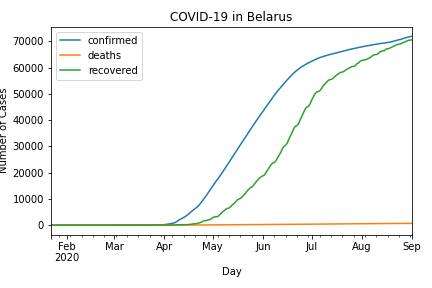 COVID-19 in Belarus
confirmed
deaths
recovered
Number of Cases
70000
60000
50000
40000
30000
20000
10000
0
Feb Mar Apr May Jun Jul Aug Sep
2020
Day